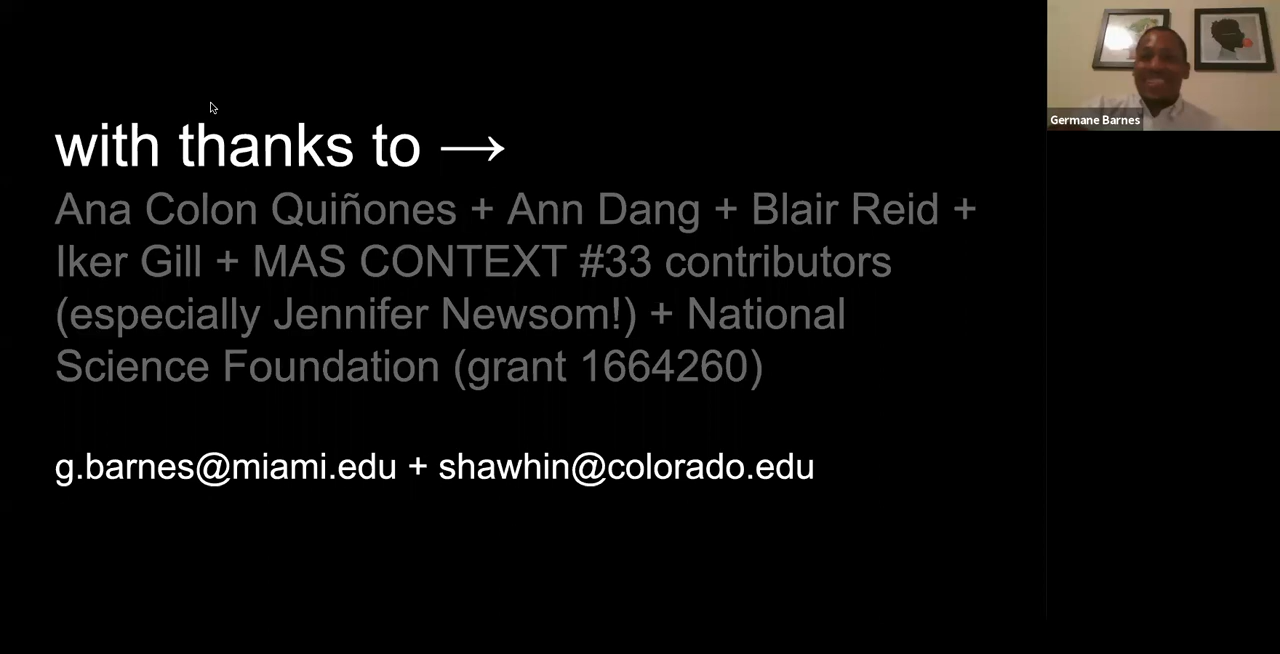 with thanks to →
Ana Colon Quiñones + Ann Dang + Blair Reid +
Iker Gill + MAS CONTEXT #33 contributors
(especially Jennifer Newsom!) + National
Science Foundation (grant 1664260)
g.barnes@miami.edu + shawhin@colorado.edu
Germane Barnes